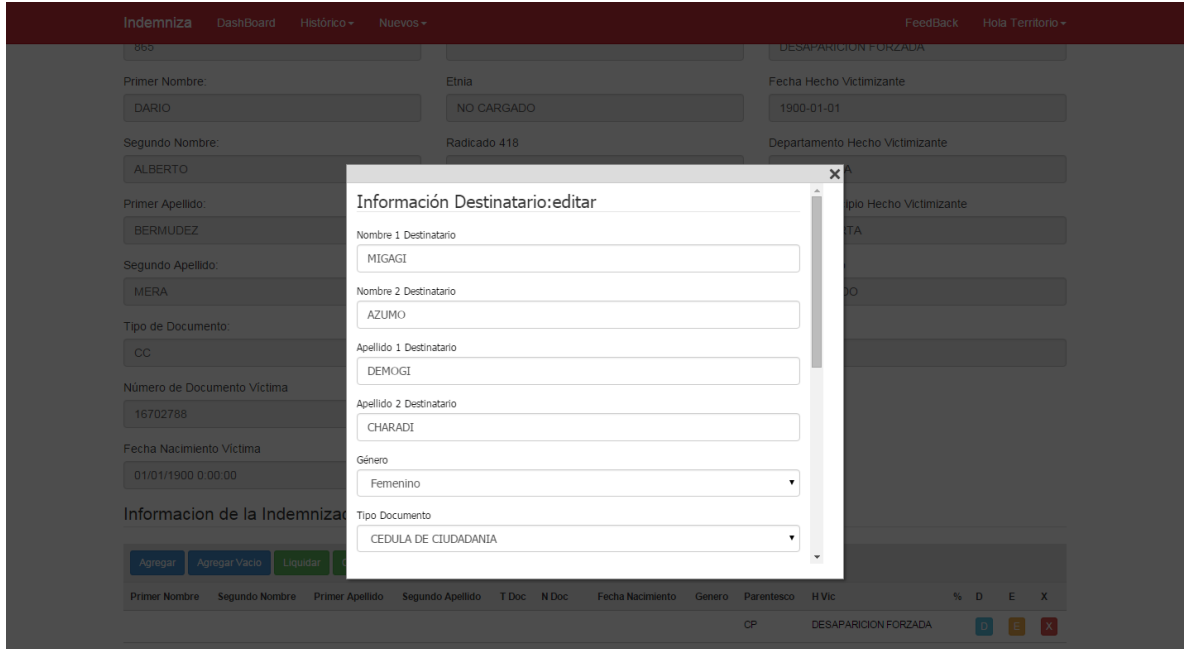 Indemniza DashBoard Histórico Nuevos FeedBack Hola Territorio
865 DESAPARICION FORZADA
Primer Nombre: Etnia Fecha Hecho Victimizante
DARIO NO CARGADO 1900-01-01
Segundo Nombre: Radicado 418 Departamento Hecho Victimizante
ALBERTO
Primer Apellido:
BERMUDEZ
Segundo Apellido:
MERA
Tipo de Documento:
CC
Número de Documento Víctima
16702788
Fecha Nacimiento Víctima
01/01/1900 0:00:00
Información Destinatario:editar
Nombre 1 Destinatario
MIGAGI
Nombre 2 Destinatario
AZUMO
Apellido 1 Destinatario
DEMOGI
Apellido 2 Destinatario
CHARADI
Género
Femenino
Tipo Documento
CEDULA DE CIUDADANIA
Hecho Victimizante
Informacion de la
Agregar Agregar Vacio Liquidar
Primer Nombre Segundo Nombre Primer Apellido Segundo Apellido T Doc N Doc Fecha Nacimiento Genero Parentesco H Vic % D E X
CP DESAPARICION FORZADA D E X